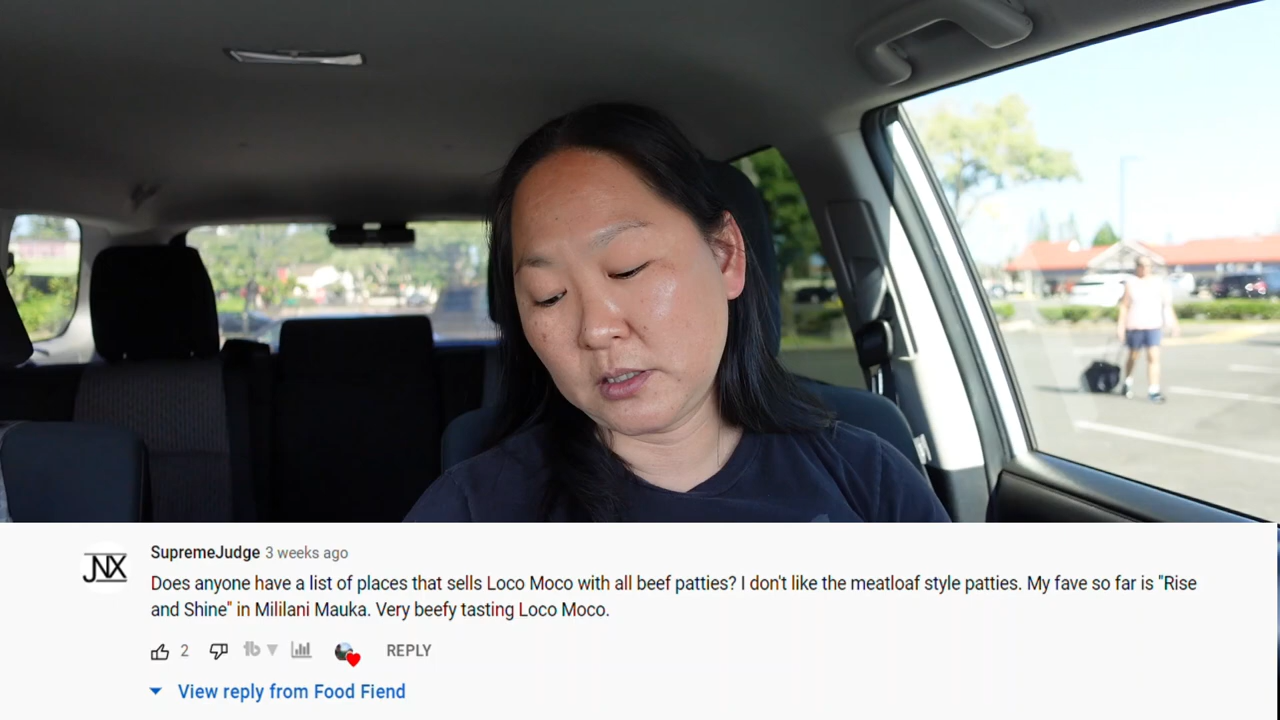 JNX
SupremeJudge 3 weeks ago
Does anyone have a list of places that sells Loco Moco with all beef patties? I don't like the meatloaf style patties. My fave so far is "Rise
and Shine" in Mililani Mauka. Very beefy tasting Loco Moco.
2
tb
REPLY
View reply from Food Fiend